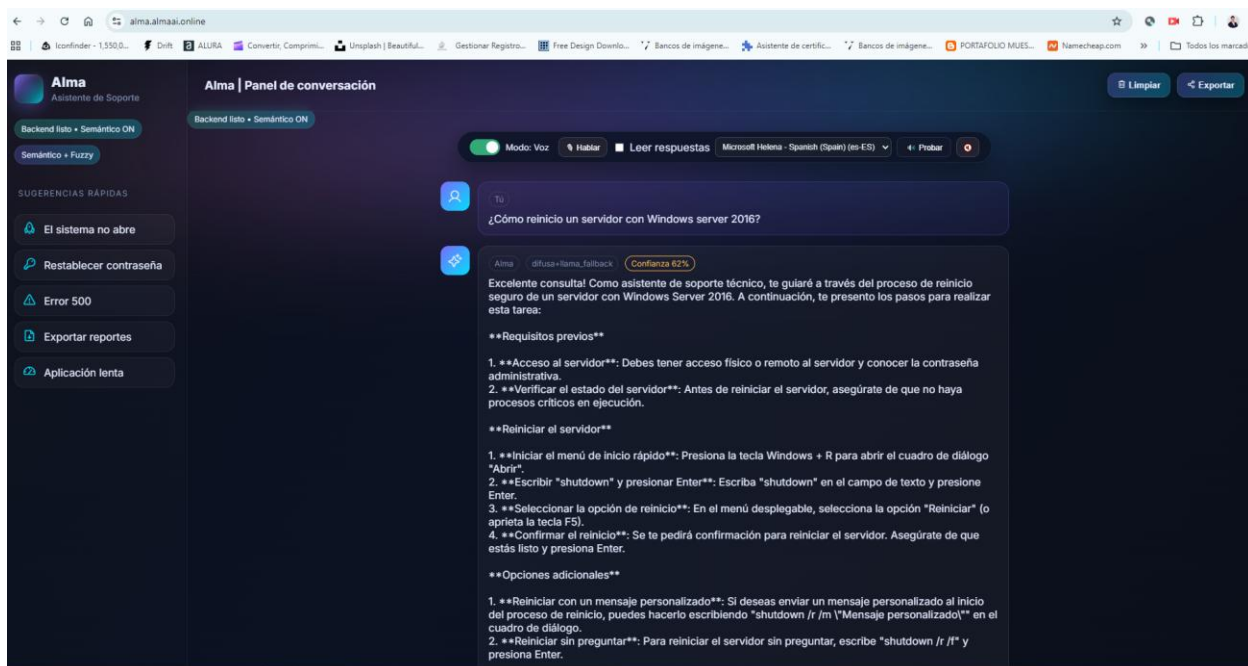 alma.almaai.online
Iconfinder - 1,550,0...
Drift
ALURA
Convertir, Comprimi...
Unsplash | Beautiful...
Gestionar Registro...
Free Design Downlo...
Bancos de imágene...
Asistente de certific...
Bancos de imágene...
PORTAFOLIO MUES...
Namecheap.com
»
Todos los marcad
Alma
Asistente de Soporte
Backend listo • Semántico ON
Semántico + Fuzzy
SUGERENCIAS RÁPIDAS
El sistema no abre
Restablecer contraseña
Error 500
Exportar reportes
Aplicación lenta
Alma | Panel de conversación
Limpiar
Exportar
Backend listo • Semántico ON
Modo: Voz
Hablar
Leer respuestas
Microsoft Helena - Spanish (Spain) (es-ES)
Probar
Tú
¿Cómo reinicio un servidor con Windows server 2016?
Alma
difusa+llama_fallback
Confianza 62%
Excelente consulta! Como asistente de soporte técnico, te guiaré a través del proceso de reinicio
seguro de un servidor con Windows Server 2016. A continuación, te presento los pasos para realizar
esta tarea:
**Requisitos previos**
1. **Acceso al servidor**: Debes tener acceso físico o remoto al servidor y conocer la contraseña
administrativa.
2. **Verificar el estado del servidor**: Antes de reiniciar el servidor, asegúrate de que no haya
procesos críticos en ejecución.
**Reiniciar el servidor**
1. **Iniciar el menú de inicio rápido**: Presiona la tecla Windows + R para abrir el cuadro de diálogo
"Abrir".
2. **Escribir "shutdown" y presionar Enter**: Escriba "shutdown" en el campo de texto y presione
Enter.
3. **Seleccionar la opción de reinicio**: En el menú desplegable, selecciona la opción "Reiniciar" (o
aprieta la tecla F5).
4. **Confirmar el reinicio**: Se te pedirá confirmación para reiniciar el servidor. Asegúrate de que
estás listo y presiona Enter.
**Opciones adicionales**
1. **Reiniciar con un mensaje personalizado**: Si deseas enviar un mensaje personalizado al inicio
del proceso de reinicio, puedes hacerlo escribiendo "shutdown /r /m \"Mensaje personalizado\"" en el
cuadro de diálogo.
2. **Reiniciar sin preguntar**: Para reiniciar el servidor sin preguntar, escribe "shutdown /r /f" y
presiona Enter.